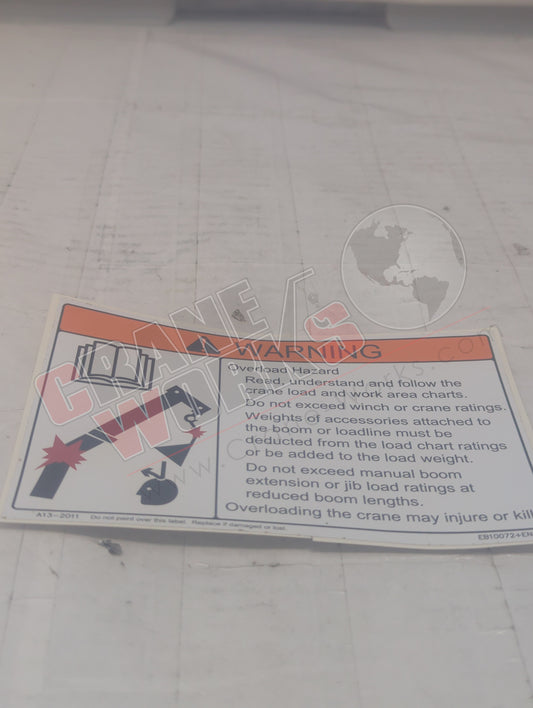 WARNING
Overload Hazard
Read, understand and follow the
crane load and work area charts.
Do not exceed winch or crane ratings.
Weights of accessories attached to
the boom or loadline must be
deducted from the load chart ratings
or be added to the load weight.
Do not exceed manual boom
extension or jib load ratings at
reduced boom lengths.
Overloading the crane may injure or kill
A13-2011 Do not paint over this label. Replace if damaged or lost.
EB10072+EN
CRANE
WORKS